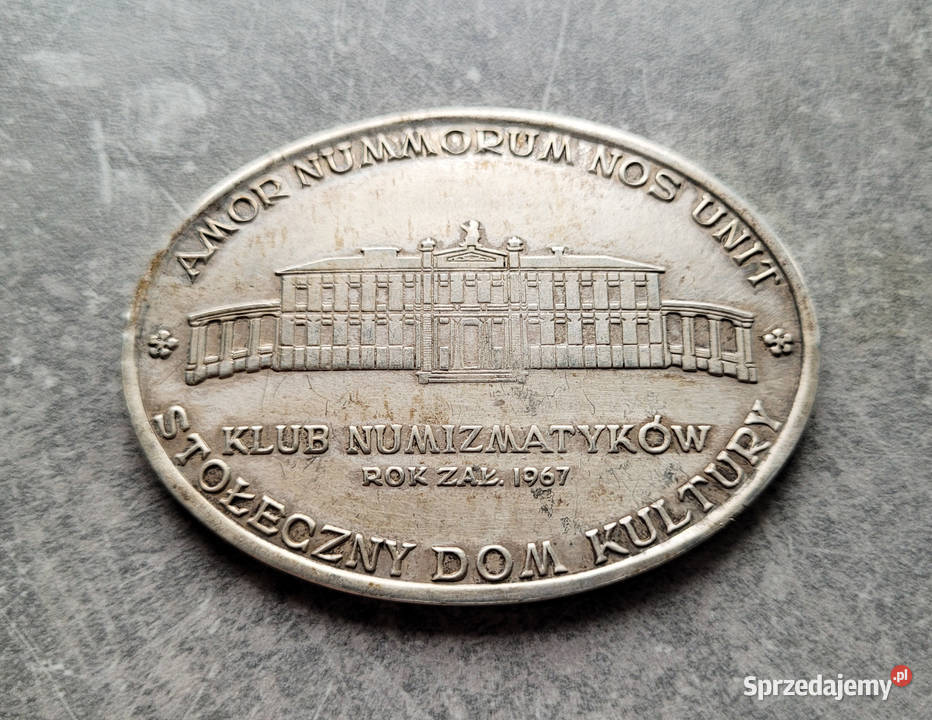 AMOR NUMMORUM NOS UNIT
KLUB NUMIZMATYKÓW
ROK ZAŁ. 1967
STOŁECZNY DOM KULTURY
Sprzedajemy.pl